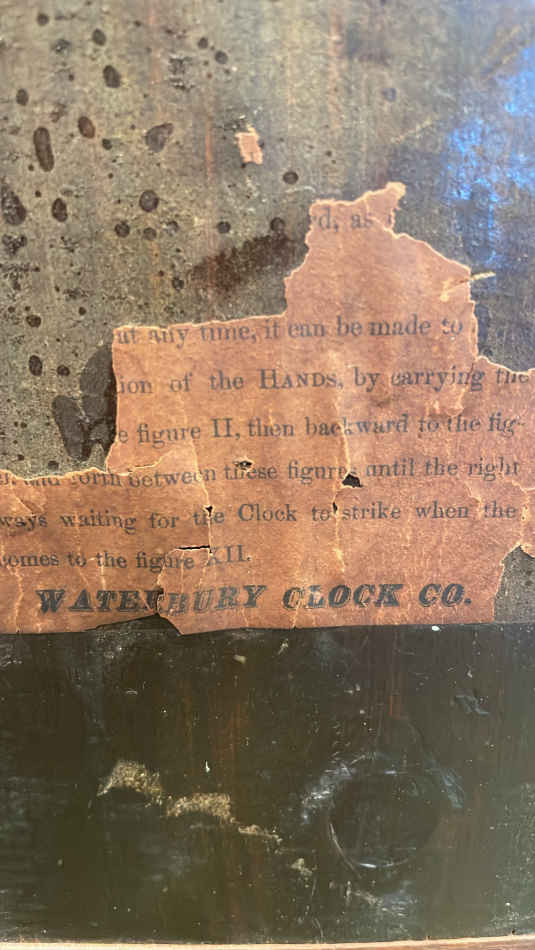 d, as
at any time, it can be made to
ion of the HANDS, by carrying the
e figure II, then backward to the fig-
and forth between these figures until the right
ways waiting for the Clock to strike when the
comes to the figure XII.
WATERBURY CLOCK CO.